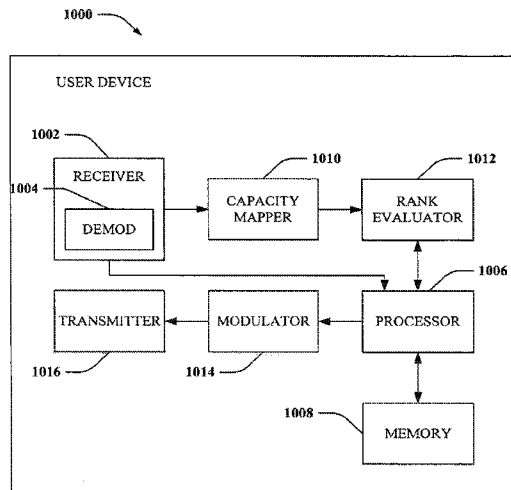 1000
USER DEVICE
1002
RECEIVER
1004
DEMOD
1010
CAPACITY
MAPPER
1012
RANK
EVALUATOR
1006
TRANSMITTER
MODULATOR
PROCESSOR
1016
1014
1008
MEMORY